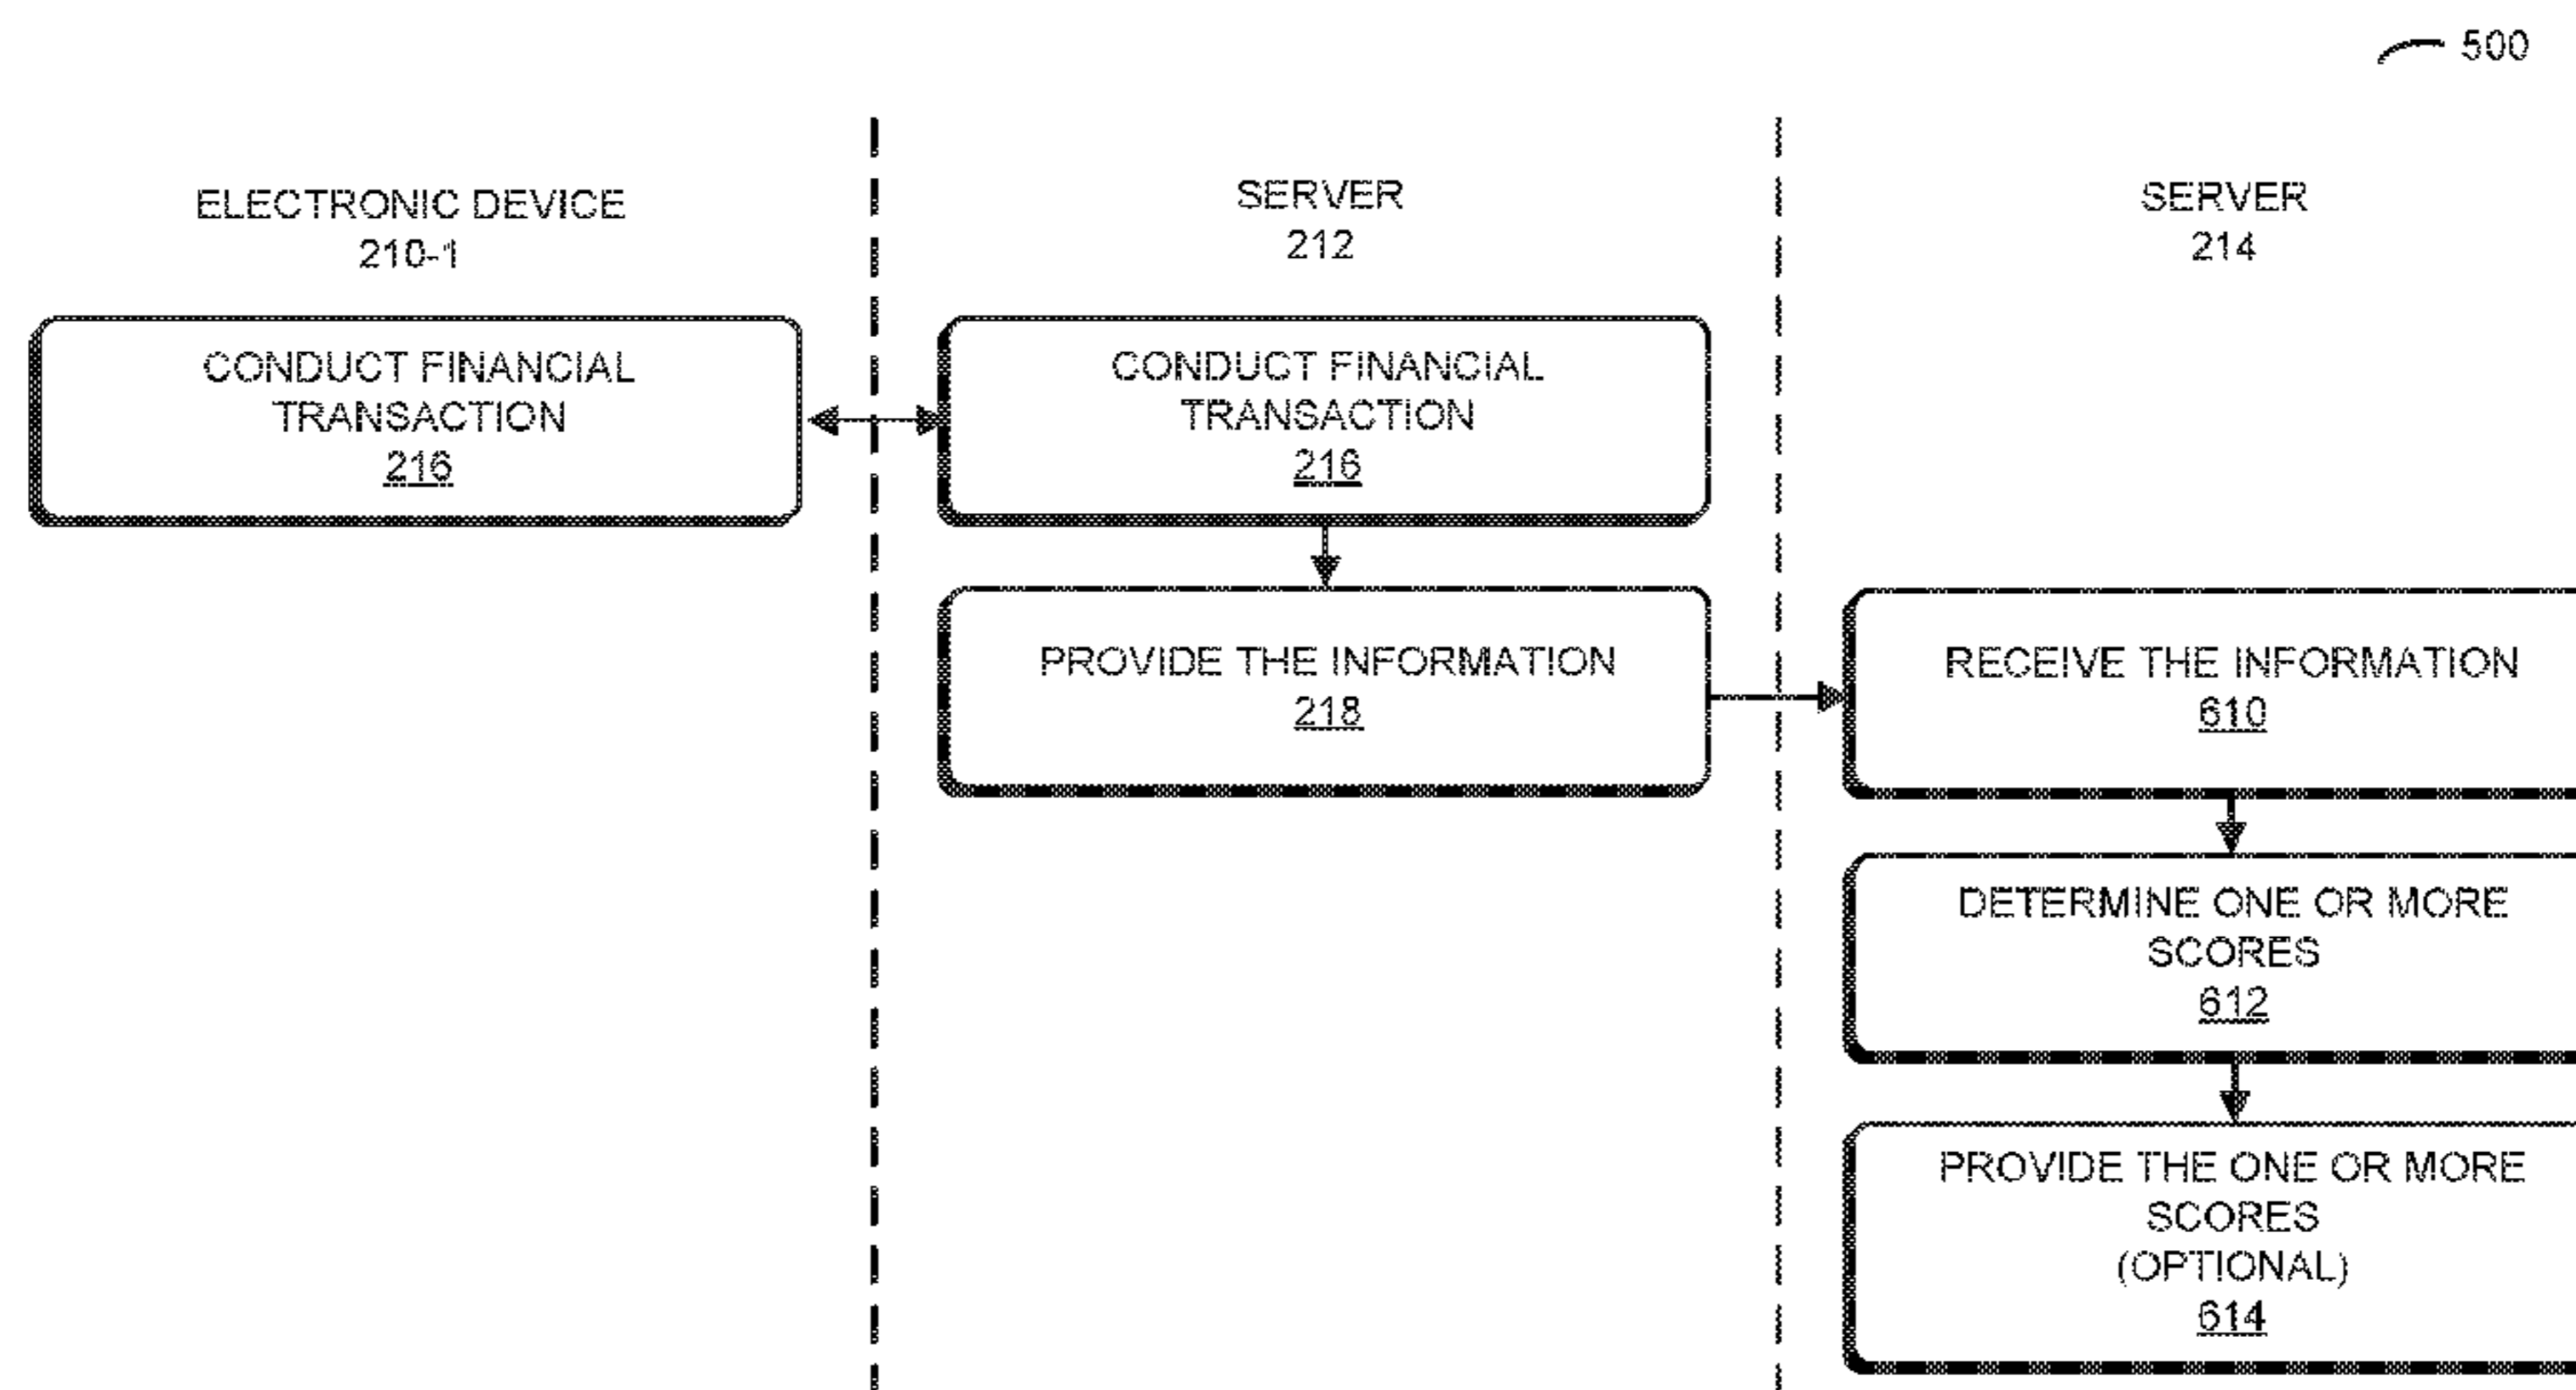 500
ELECTRONIC DEVICE
210-1
SERVER
212
SERVER
214
CONDUCT FINANCIAL
TRANSACTION
216
CONDUCT FINANCIAL
TRANSACTION
216
PROVIDE THE INFORMATION
218
RECEIVE THE INFORMATION
610
DETERMINE ONE OR MORE
SCORES
612
PROVIDE THE ONE OR MORE
SCORES
(OPTIONAL)
614